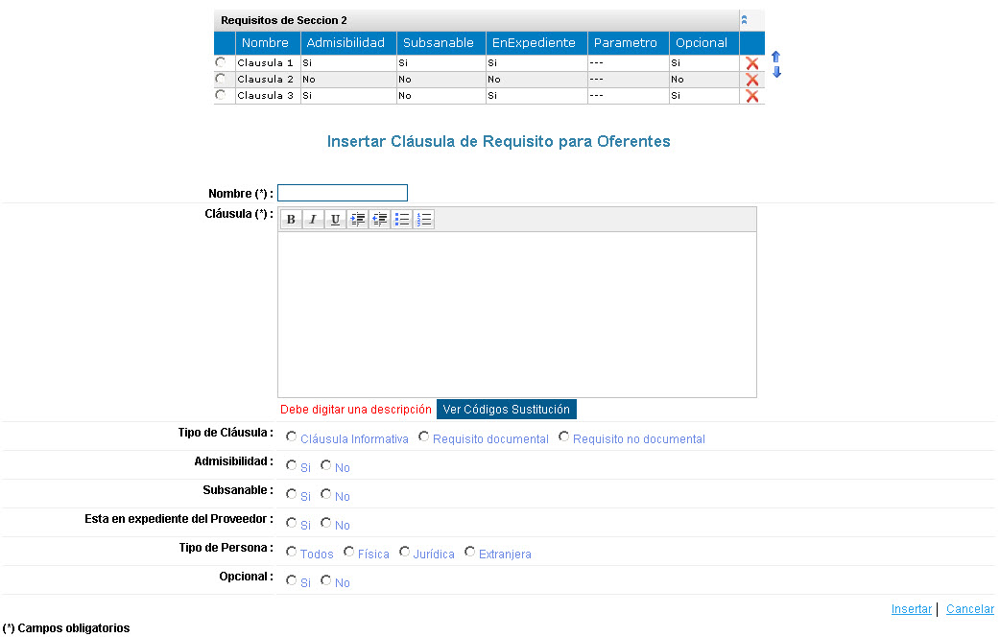 Requisitos de Seccion 2
Nombre Admisibilidad Subsanable EnExpediente Parametro Opcional
Clausula 1 Si Si Si --- Si
Clausula 2 No No No --- No
Clausula 3 Si No Si --- Si
Insertar Cláusula de Requisito para Oferentes
Nombre (*) :
Cláusula (*) :
B I U
Debe digitar una descripción Ver Códigos Sustitución
Tipo de Cláusula : Cláusula Informativa Requisito documental Requisito no documental
Admisibilidad : Si No
Subsanable : Si No
Esta en expediente del Proveedor : Si No
Tipo de Persona : Todos Física Jurídica Extranjera
Opcional : Si No
Insertar | Cancelar
(*) Campos obligatorios